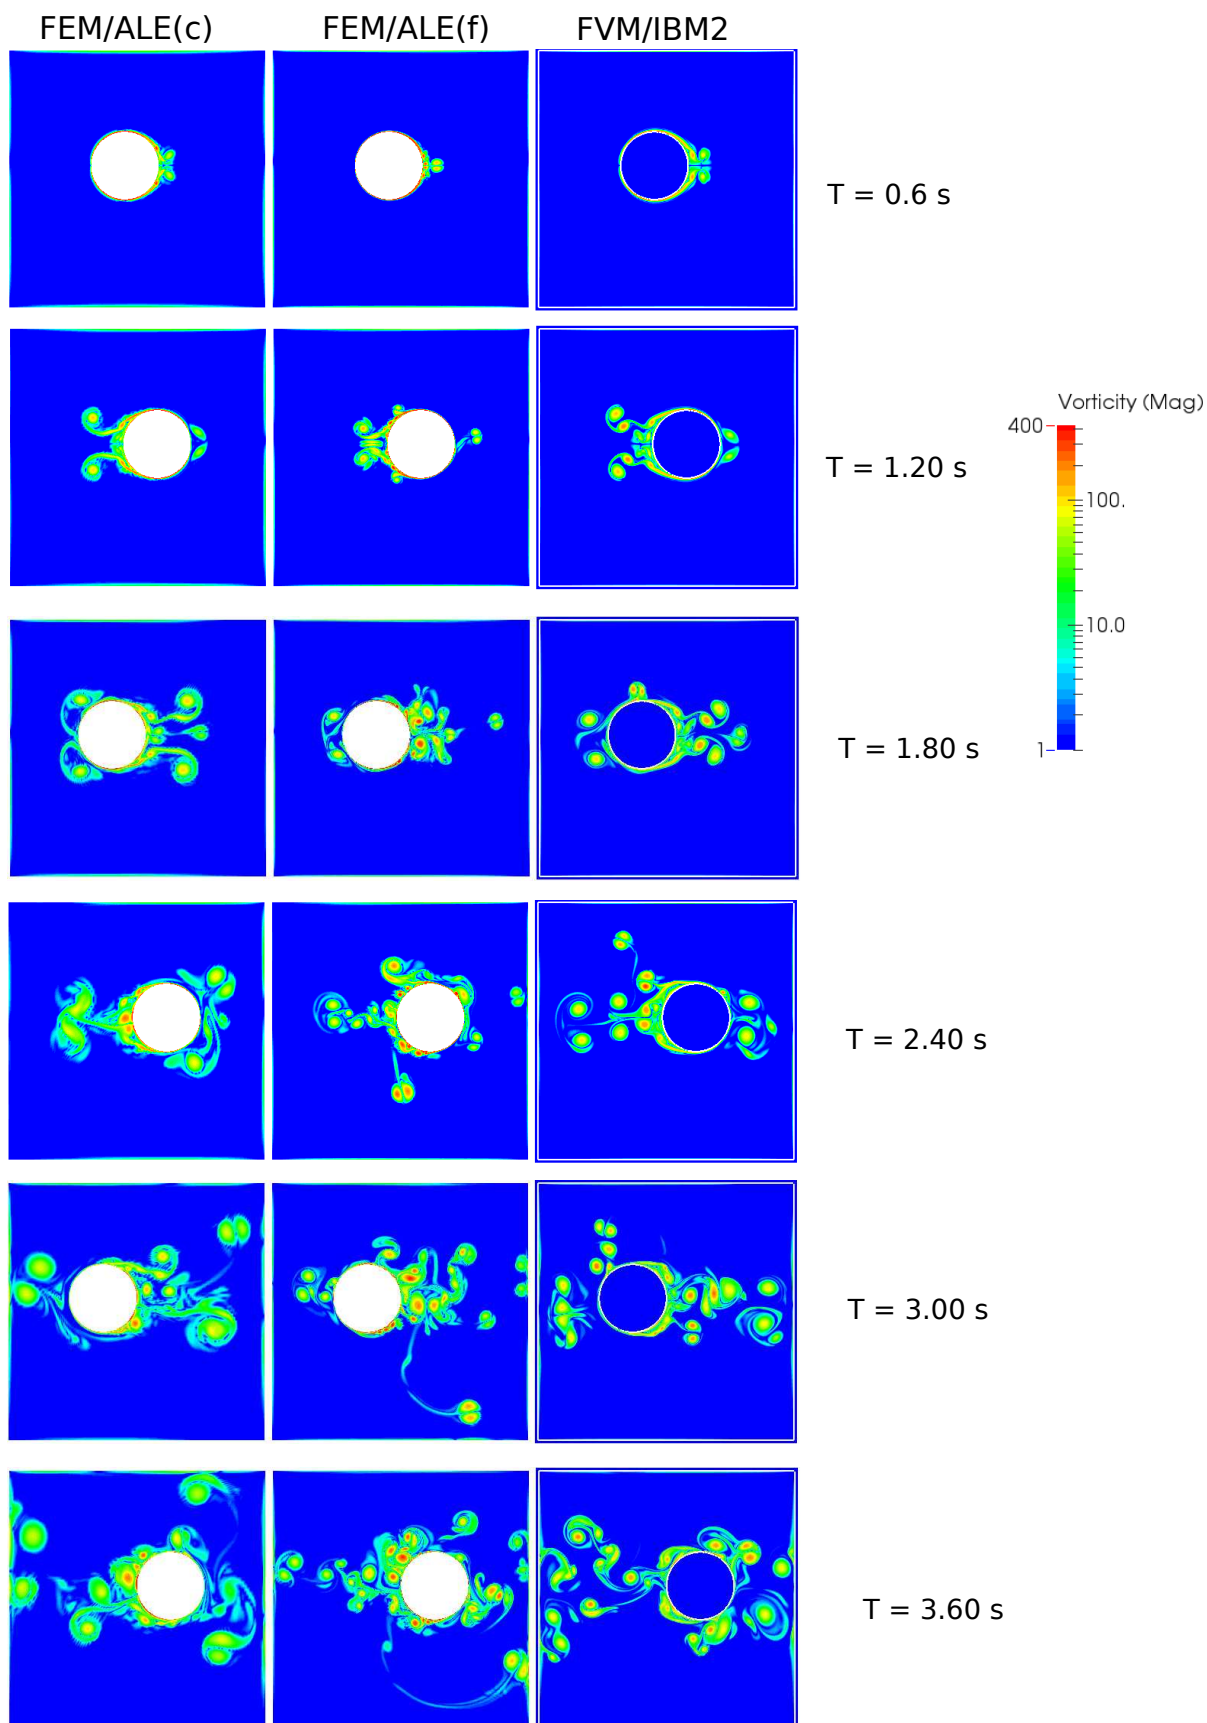 FEM/ALE(c) FEM/ALE(f) FVM/IBM2
T = 0.6 s
Vorticity (Mag)
400
T = 1.20 s
100.
10.0
T = 1.80 s
1
T = 2.40 s
T = 3.00 s
T = 3.60 s